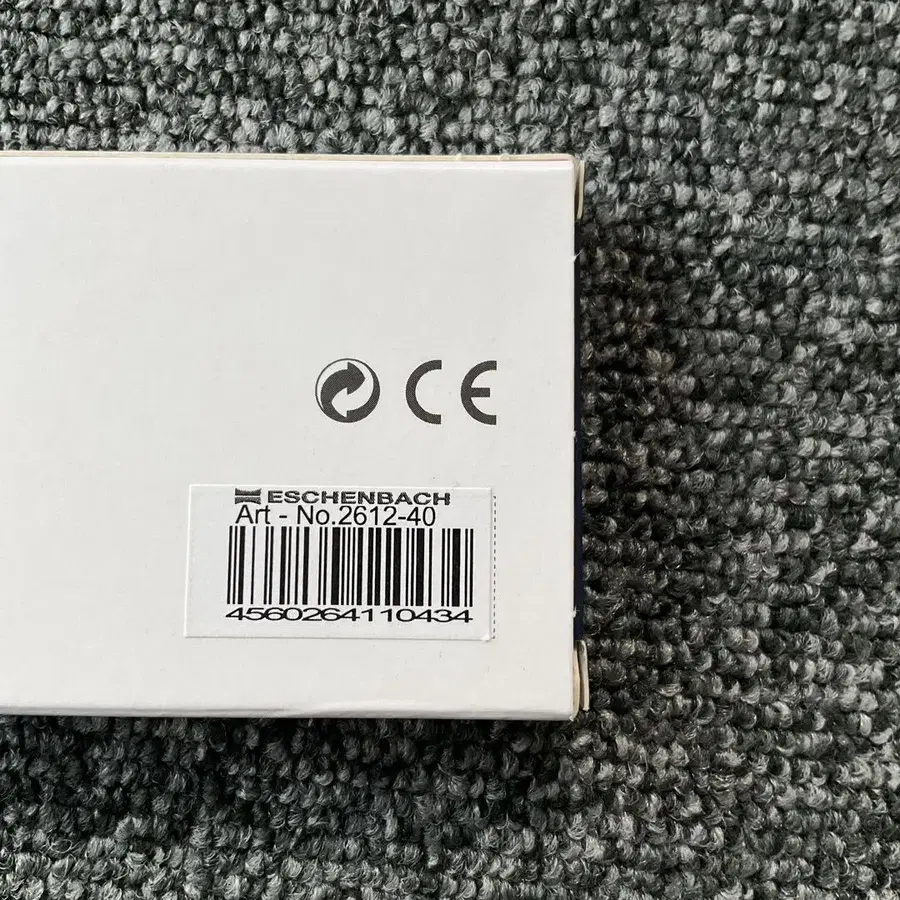 CE
ESCHENBACH
Art - No.2612-40
4560264110434